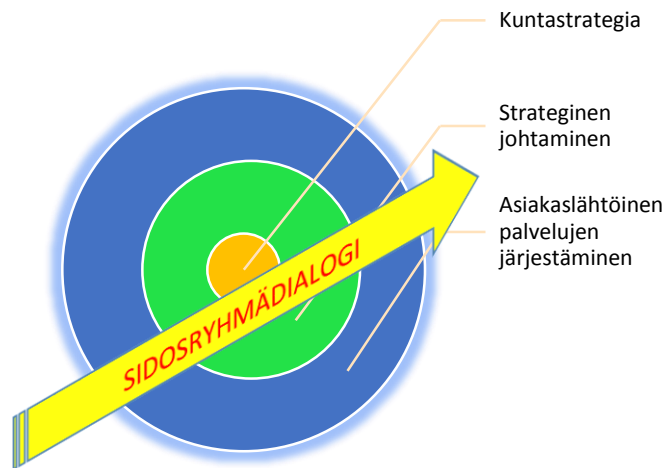 Kuntastrategia
Strateginen
johtaminen
Asiakaslähtöinen
palvelujen
järjestäminen
SIDOSRYHMÄDIALOGI